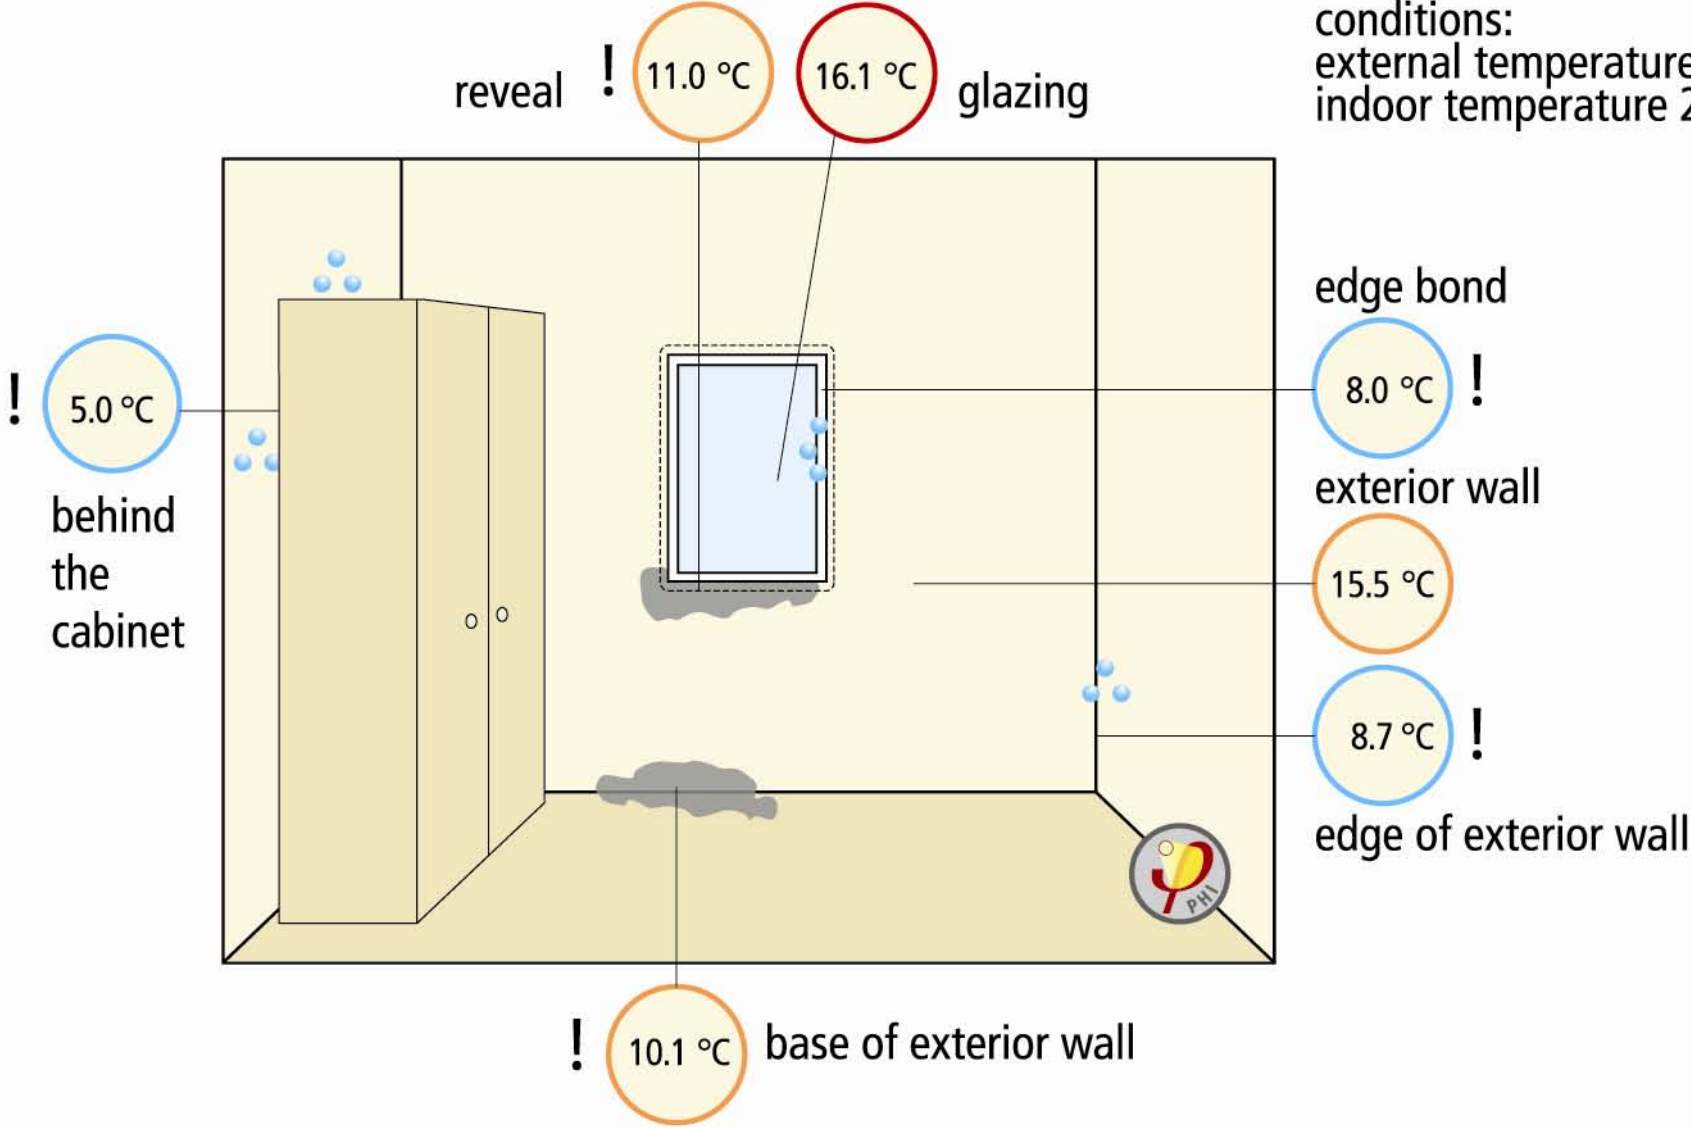 conditions:
external temperature
indoor temperature 2
reveal
!
11.0 °C
16.1 °C
glazing
edge bond
8.0 °C
!
!
5.0 °C
behind
the
cabinet
exterior wall
15.5 °C
8.7 °C
!
edge of exterior wall
PHI
!
10.1 °C
base of exterior wall